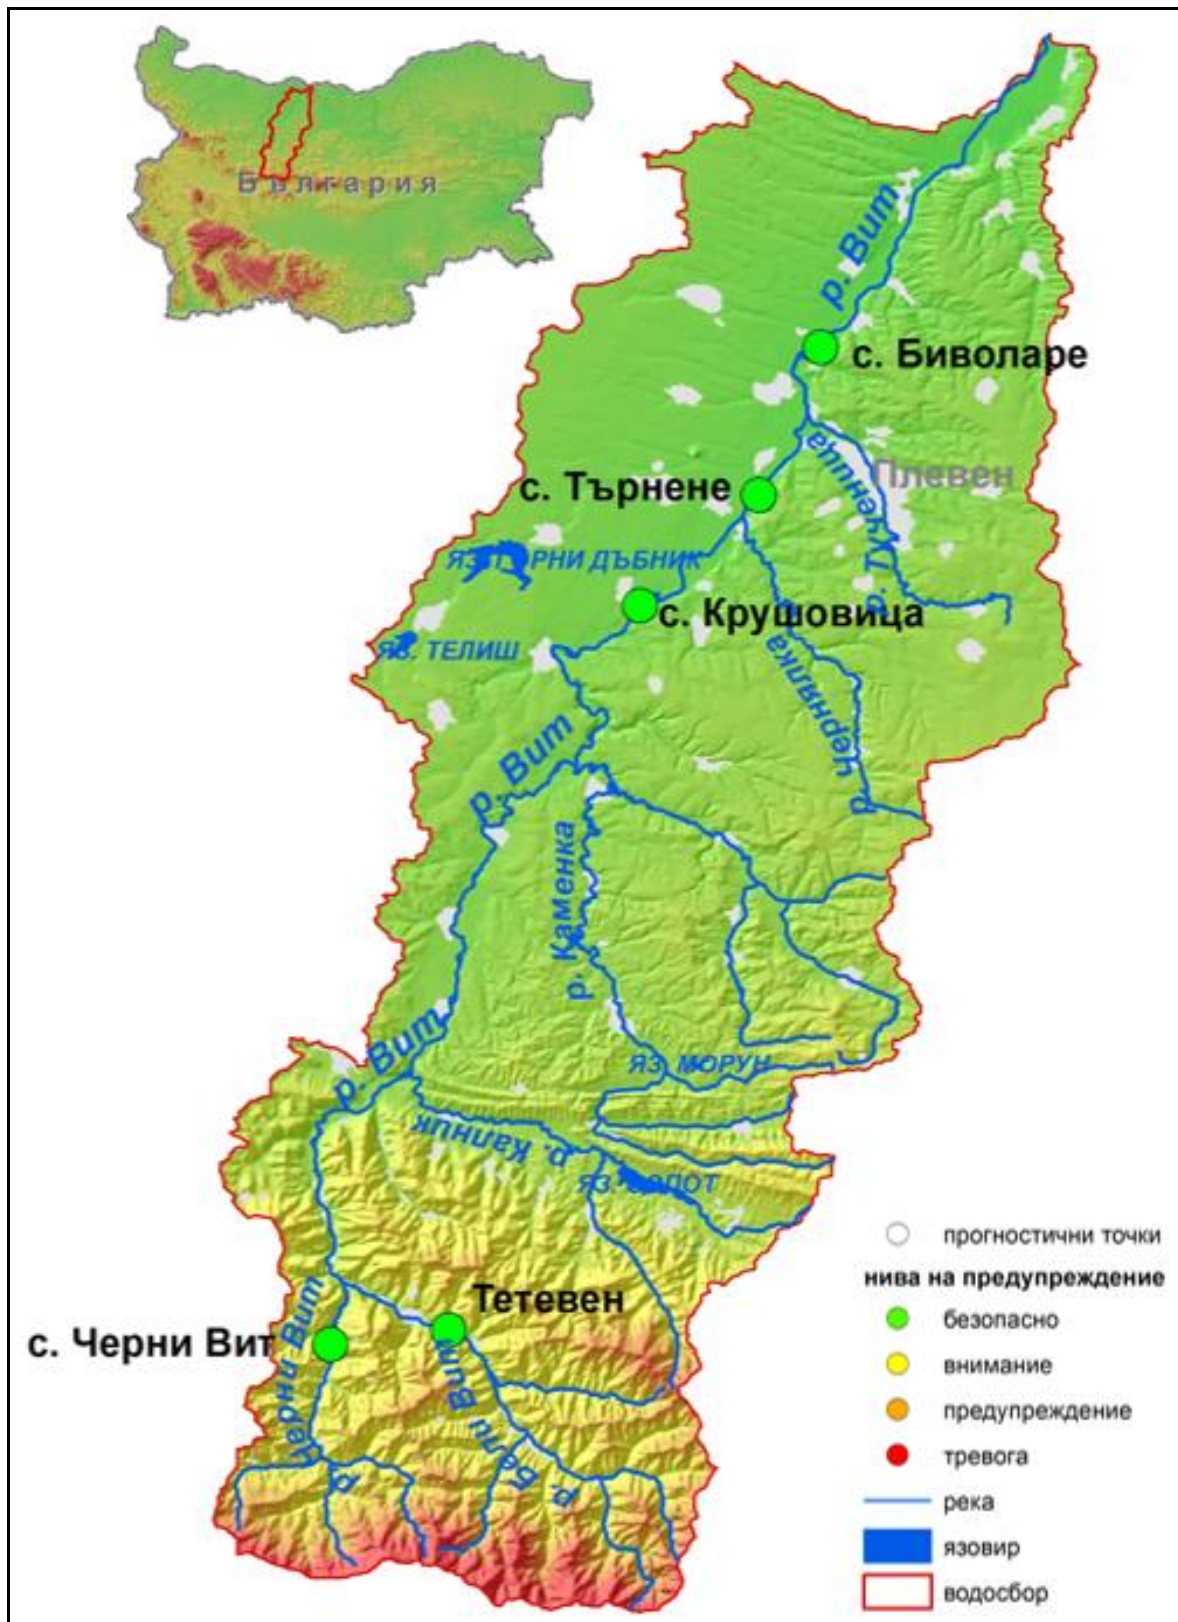 България
р. Вит
с. Биволаре
Плевен
р. Тученица
с. Търнене
ЯЗ. ГОРНИ ДЪБНИК
с. Крушовица
ЯЗ. ТЕЛИШ
р. Чернялка
р. Вит
р. Каменка
р. Вит
ЯЗ. МОРУН
р. Калник
ЯЗ. СОПОТ
Тетевен
с. Черни Вит
р. Черни Вит
р. Бели Вит
прогностични точки
нива на предупреждение
безопасно
внимание
предупреждение
тревога
река
язовир
водосбор